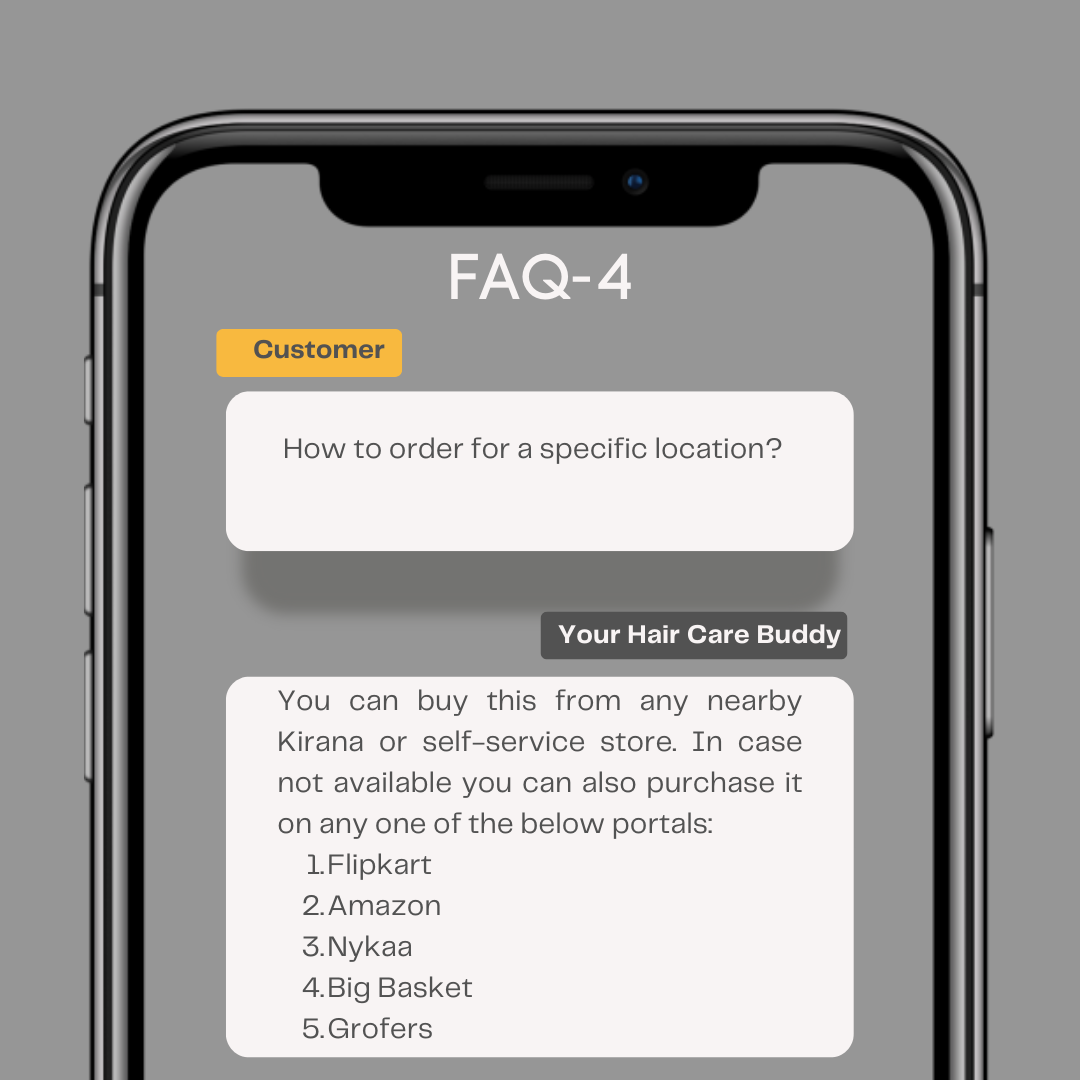 FAQ-4
Customer
How to order for a specific location?
Your Hair Care Buddy
You can buy this from any nearby
Kirana or self-service store. In case
not available you can also purchase it
on any one of the below portals:
1.Flipkart
2.Amazon
3.Nykaa
4.Big Basket
5.Grofers